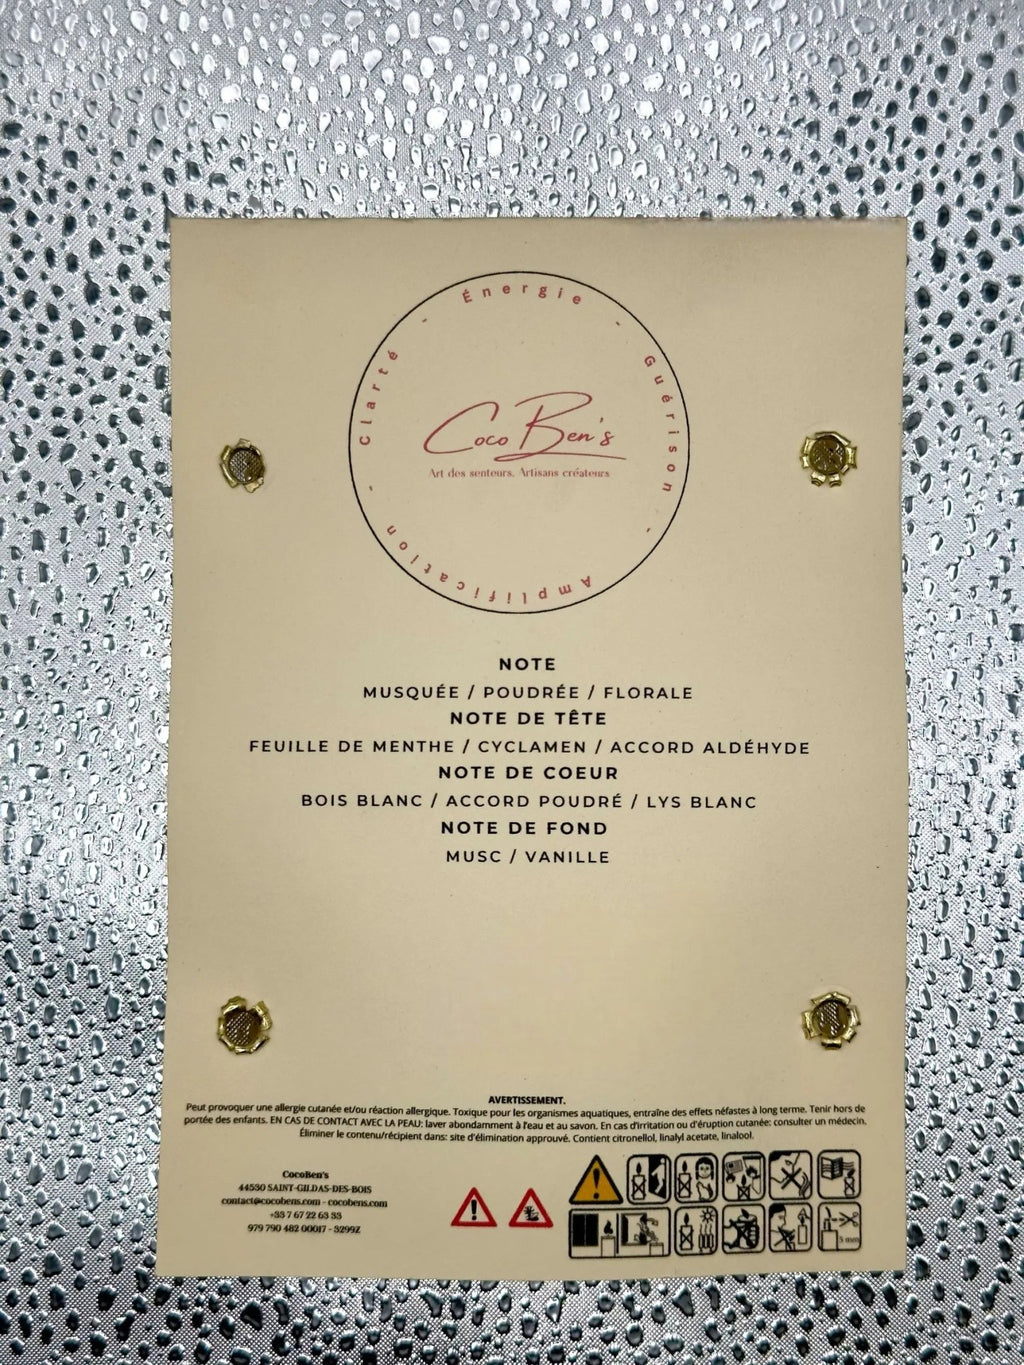 Énergie - Guérison - Amplification - Clarté -
Coco Ben's
Art des senteurs. Artisans créateurs
NOTE
MUSQUÉE / POUDRÉE / FLORALE
NOTE DE TÊTE
FEUILLE DE MENTHE / CYCLAMEN / ACCORD ALDÉHYDE
NOTE DE COEUR
BOIS BLANC / ACCORD POUDRÉ / LYS BLANC
NOTE DE FOND
MUSC / VANILLE
AVERTISSEMENT.
Peut provoquer une allergie cutanée et/ou réaction allergique. Toxique pour les organismes aquatiques, entraîne des effets néfastes à long terme. Tenir hors de
portée des enfants. EN CAS DE CONTACT AVEC LA PEAU: laver abondamment à l'eau et au savon. En cas d'irritation ou d'éruption cutanée: consulter un médecin.
Éliminer le contenu/récipient dans: site d'élimination approuvé. Contient citronellol, linalyl acetate, linalool.
CocoBen's
44530 SAINT-GILDAS-DES-BOIS
contact@cocobens.com - cocobens.com
+33 7 67 22 63 33
979 790 482 00017 - 3299Z
5 mm